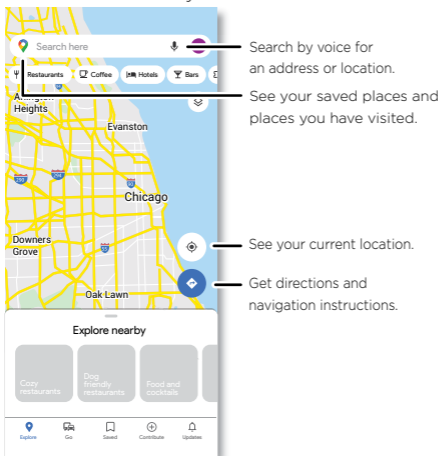 Search here
Search by voice for
an address or location.
Restaurants Coffee Hotels Bars
See your saved places and
places you have visited.
Arlington
Heights
Evanston
Chicago
Downers
Grove
See your current location.
Oak Lawn
Get directions and
navigation instructions.
Explore nearby
Cozy
restaurants
Dog
friendly
restaurants
Food and
cocktails
Explore Go Saved Contribute Updates